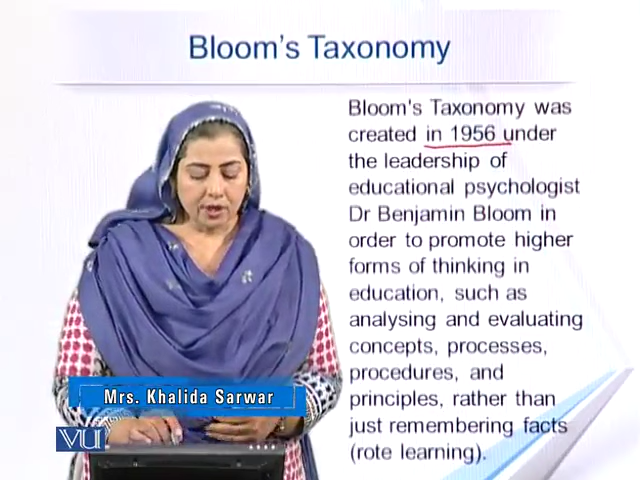 Bloom's Taxonomy
Bloom's Taxonomy was
created in 1956 under
the leadership of
educational psychologist
Dr Benjamin Bloom in
order to promote higher
forms of thinking in
education, such as
analysing and evaluating
concepts, processes,
procedures, and
principles, rather than
just remembering facts
(rote learning).
Mrs. Khalida Sarwar
VU